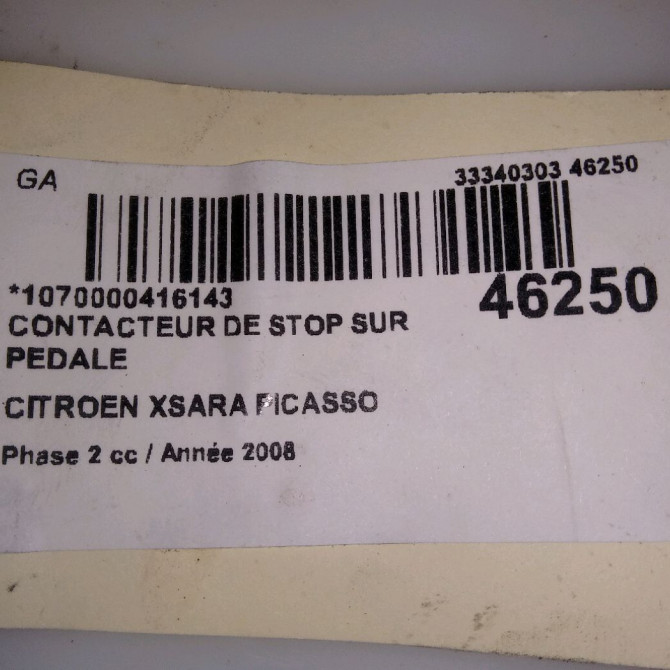 GA
33340303 46250
*1070000416143
46250
CONTACTEUR DE STOP SUR
PEDALE
CITROEN XSARA PICASSO
Phase 2 cc / Année 2008